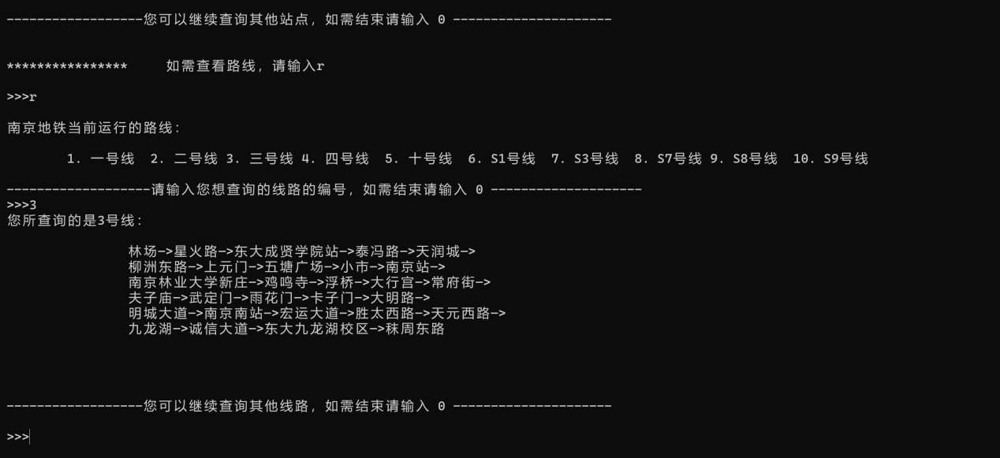 ------------------您可以继续查询其他站点，如需结束请输入 0 ---------------------
****************     如需查看路线，请输入r
>>>r
南京地铁当前运行的路线：
1. 一号线  2. 二号线 3. 三号线 4. 四号线  5. 十号线  6. S1号线  7. S3号线  8. S7号线 9. S8号线  10. S9号线
-------------------请输入您想查询的线路的编号，如需结束请输入 0 --------------------
>>>3
您所查询的是3号线：
林场->星火路->东大成贤学院站->泰冯路->天润城->
柳洲东路->上元门->五塘广场->小市->南京站->
南京林业大学新庄->鸡鸣寺->浮桥->大行宫->常府街->
夫子庙->武定门->雨花门->卡子门->大明路->
明城大道->南京南站->宏运大道->胜太西路->天元西路->
九龙湖->诚信大道->东大九龙湖校区->秣周东路
------------------您可以继续查询其他线路，如需结束请输入 0 ---------------------
>>>